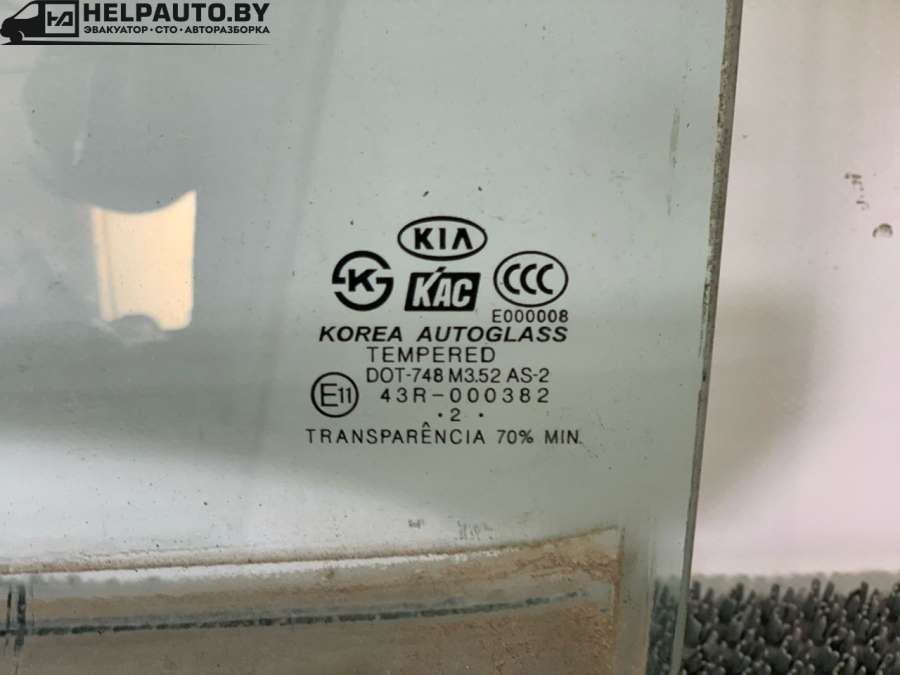 HELPAUTO.BY
ЭВАКУАТОР•СТО•АВТОРАЗБОРКА
KIA
K
KÁC
CCC
E000008
KOREA AUTOGLASS
TEMPERED
DOT-748 M3.52 AS-2
E11
43R-000382
•2 •
TRANSPARÊNCIA 70% MIN.